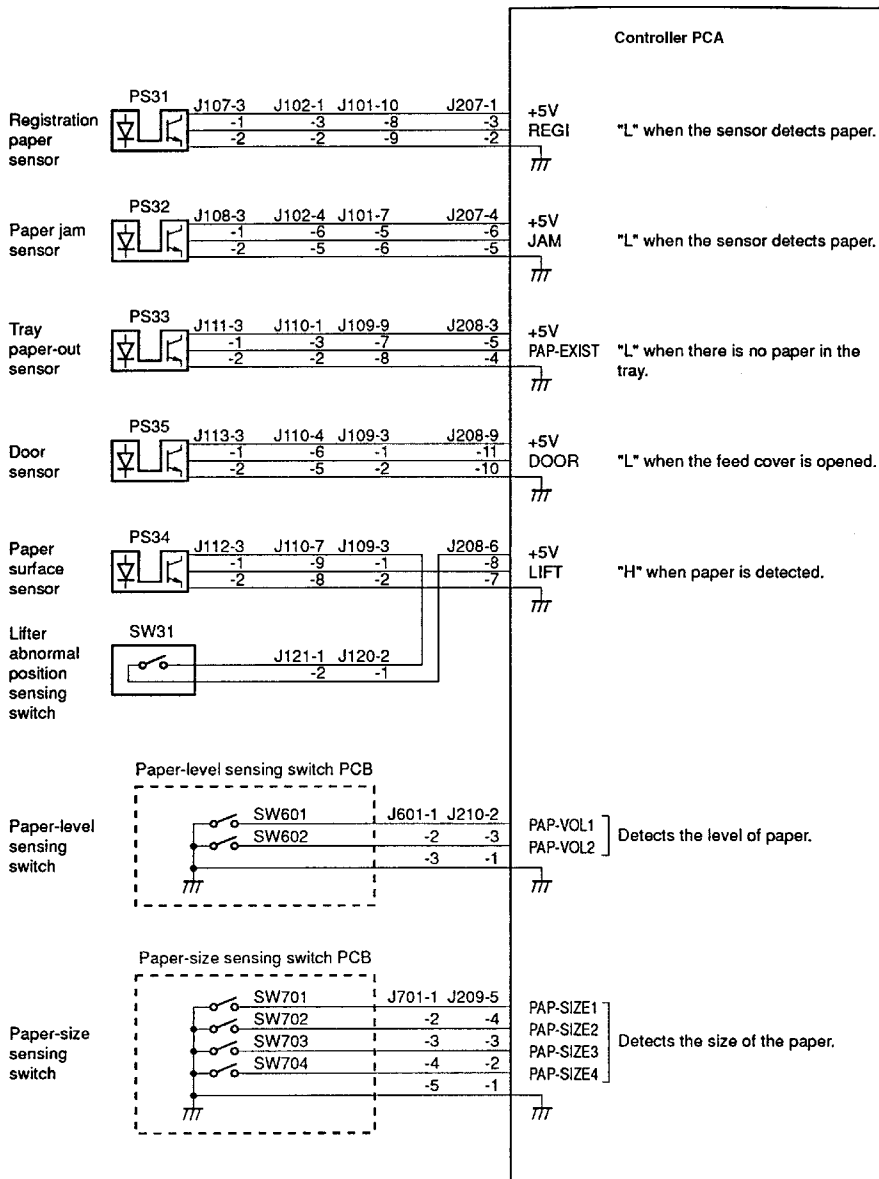 Controller PCA
PS31
J107-3 J102-1 J101-10 J207-1
Registration paper sensor
-1 -3 -8 -3
-2 -2 -9 -2
+5V
REGI
"L" when the sensor detects paper.
PS32
J108-3 J102-4 J101-7 J207-4
Paper jam sensor
-1 -6 -5 -6
-2 -5 -6 -5
+5V
JAM
"L" when the sensor detects paper.
PS33
J111-3 J110-1 J109-9 J208-3
Tray paper-out sensor
-1 -3 -7 -5
-2 -2 -8 -4
+5V
PAP-EXIST
"L" when there is no paper in the
tray.
PS35
J113-3 J110-4 J109-3 J208-9
Door sensor
-1 -6 -1 -11
-2 -5 -2 -10
+5V
DOOR
"L" when the feed cover is opened.
PS34
J112-3 J110-7 J109-3 J208-6
Paper surface sensor
-1 -9 -1 -8
-2 -8 -2 -7
+5V
LIFT
"H" when paper is detected.
Lifter abnormal position sensing switch
SW31
J121-1 J120-2
-2 -1
Paper-level sensing switch PCB
Paper-level sensing switch
SW601 J601-1 J210-2
SW602 -2 -3
-3 -1
PAP-VOL1
PAP-VOL2
Detects the level of paper.
Paper-size sensing switch PCB
Paper-size sensing switch
SW701 J701-1 J209-5
SW702 -2 -4
SW703 -3 -3
SW704 -4 -2
-5 -1
PAP-SIZE1
PAP-SIZE2
PAP-SIZE3
PAP-SIZE4
Detects the size of the paper.